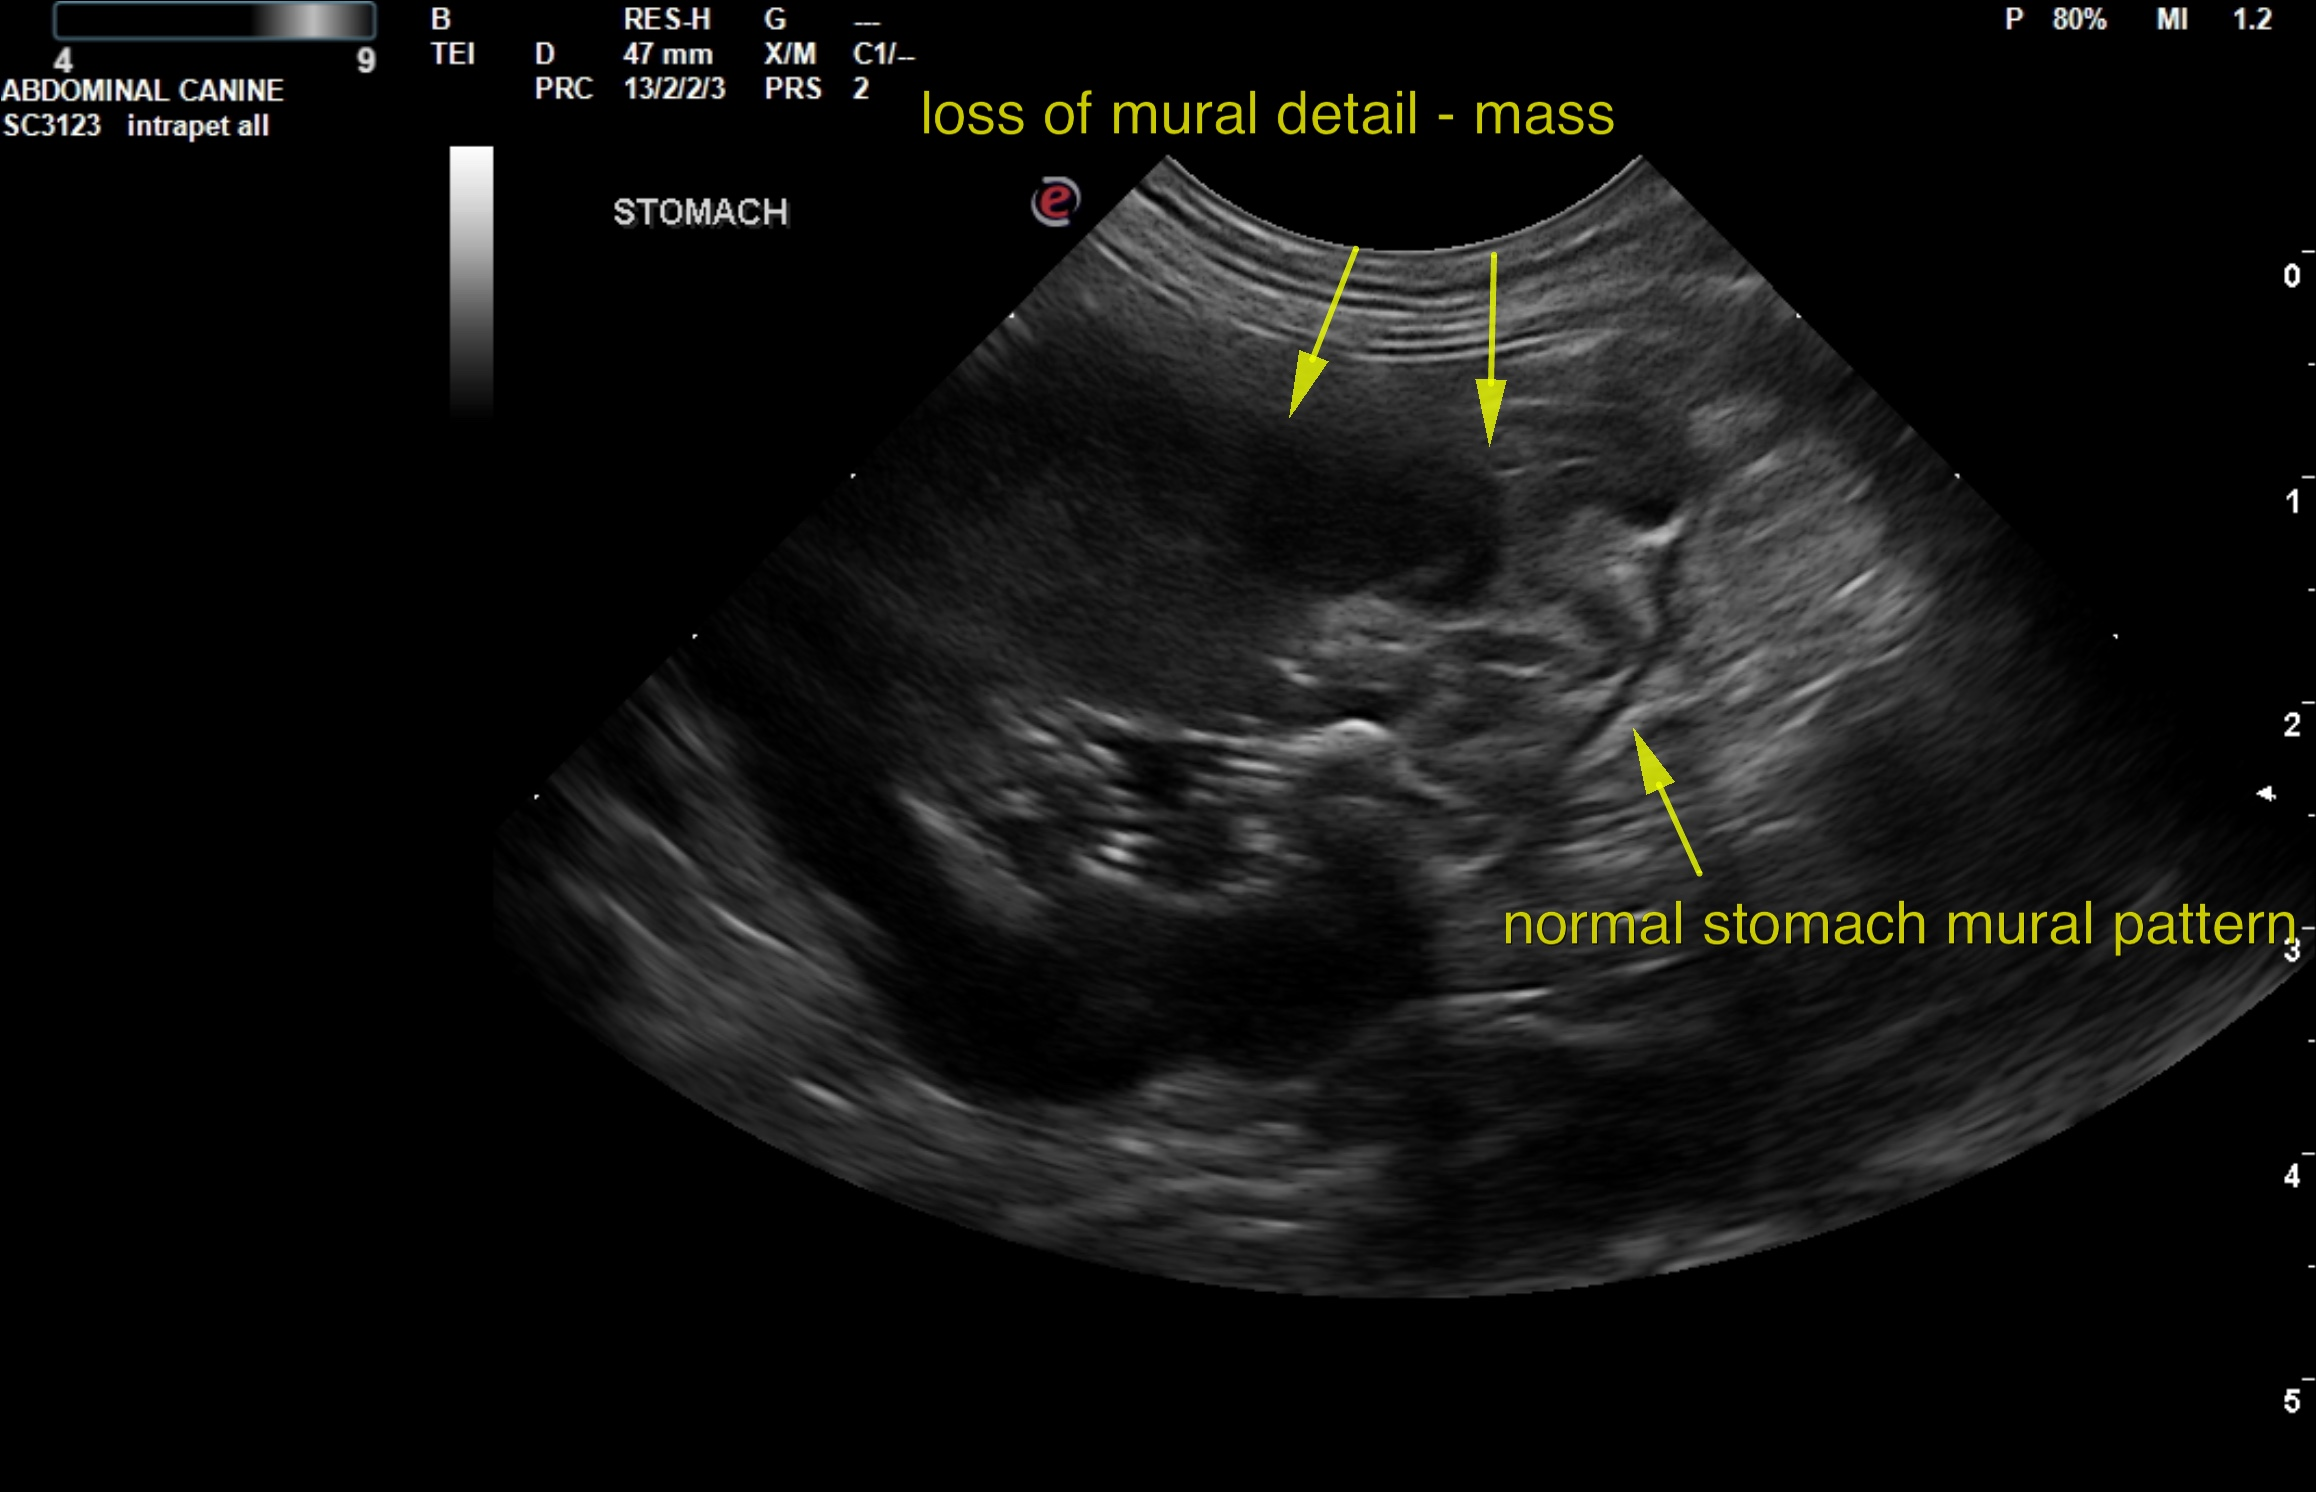 B RES-H G --- P 80% MI 1.2
TEI D 47 mm X/M C1/--
4 9
PRC 13/2/2/3 PRS 2
ABDOMINAL CANINE
SC3123 intrapet all
loss of mural detail - mass
STOMACH
e
0
1
2
normal stomach mural pattern
3
4
5